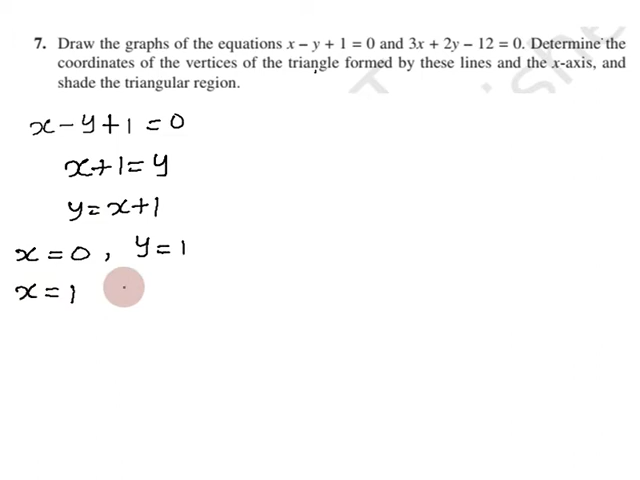 7. Draw the graphs of the equations x – y + 1 = 0 and 3x + 2y – 12 = 0. Determine the
coordinates of the vertices of the triangle formed by these lines and the x-axis, and
shade the triangular region.
x – y + 1 = 0
x + 1 = y
y = x + 1
x = 0 , y = 1
x = 1